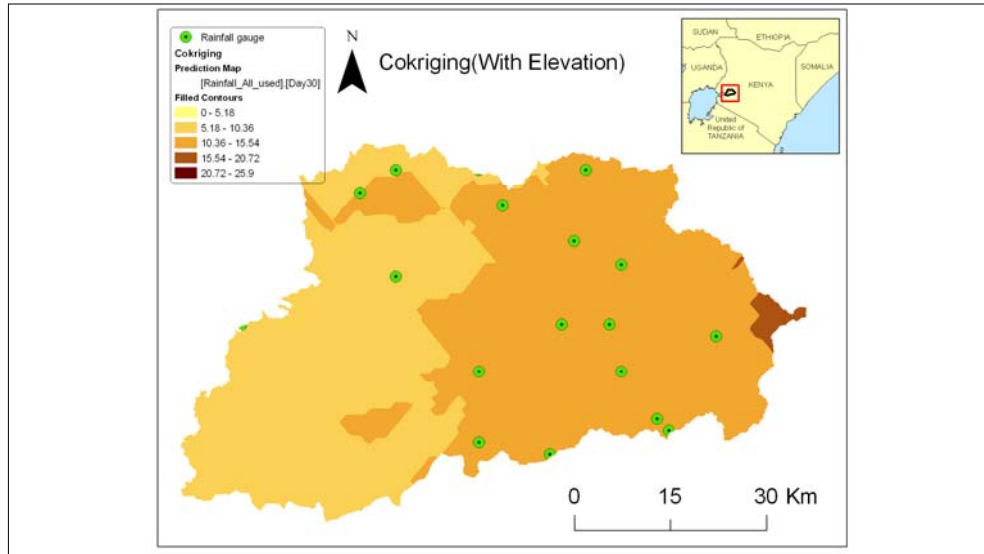 Rainfall gauge
Cokriging
Prediction Map
[Rainfall_All_used].[Day30]
Filled Contours
0 - 5.18
5.18 - 10.36
10.36 - 15.54
15.54 - 20.72
20.72 - 25.9
N
Cokriging(With Elevation)
SUDAN
ETHIOPIA
UGANDA
SOMALIA
KENYA
United
Republic of
TANZANIA
0 15 30 Km